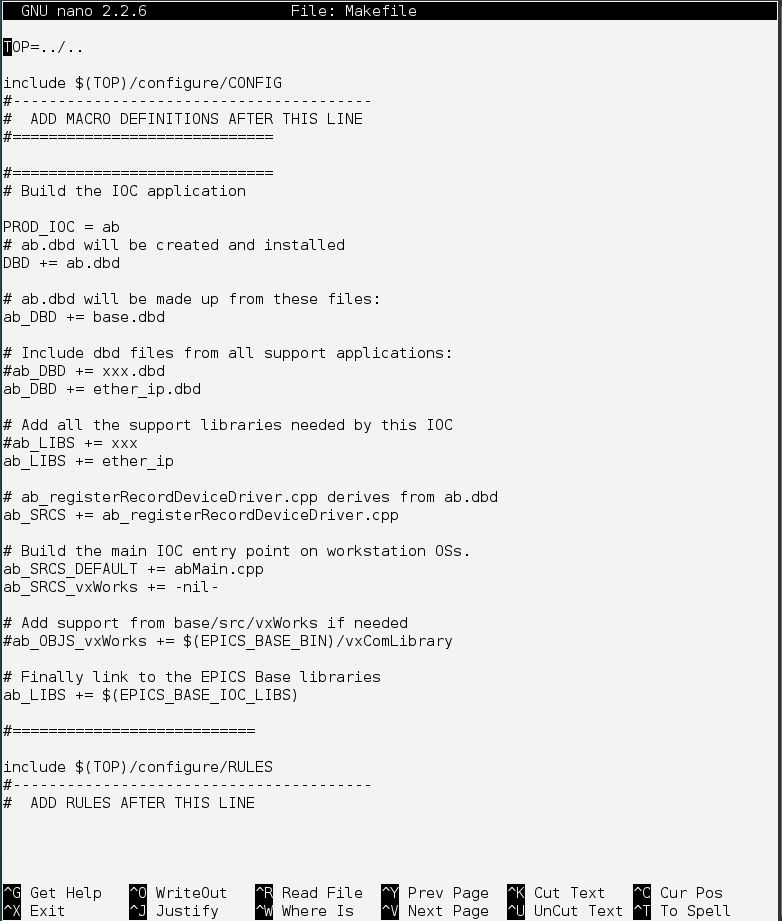 GNU nano 2.2.6 File: Makefile
TOP=../..
include $(TOP)/configure/CONFIG
#----------------------------------------
#  ADD MACRO DEFINITIONS AFTER THIS LINE
#=============================
#=============================
# Build the IOC application
PROD_IOC = ab
# ab.dbd will be created and installed
DBD += ab.dbd
# ab.dbd will be made up from these files:
ab_DBD += base.dbd
# Include dbd files from all support applications:
#ab_DBD += xxx.dbd
ab_DBD += ether_ip.dbd
# Add all the support libraries needed by this IOC
#ab_LIBS += xxx
ab_LIBS += ether_ip
# ab_registerRecordDeviceDriver.cpp derives from ab.dbd
ab_SRCS += ab_registerRecordDeviceDriver.cpp
# Build the main IOC entry point on workstation OSs.
ab_SRCS_DEFAULT += abMain.cpp
ab_SRCS_vxWorks += -nil-
# Add support from base/src/vxWorks if needed
#ab_OBJS_vxWorks += $(EPICS_BASE_BIN)/vxComLibrary
# Finally link to the EPICS Base libraries
ab_LIBS += $(EPICS_BASE_IOC_LIBS)
#===========================
include $(TOP)/configure/RULES
#----------------------------------------
#  ADD RULES AFTER THIS LINE
^G Get Help ^O WriteOut ^R Read File ^Y Prev Page ^K Cut Text ^C Cur Pos
^X Exit ^J Justify ^W Where Is ^V Next Page ^U UnCut Text ^T To Spell